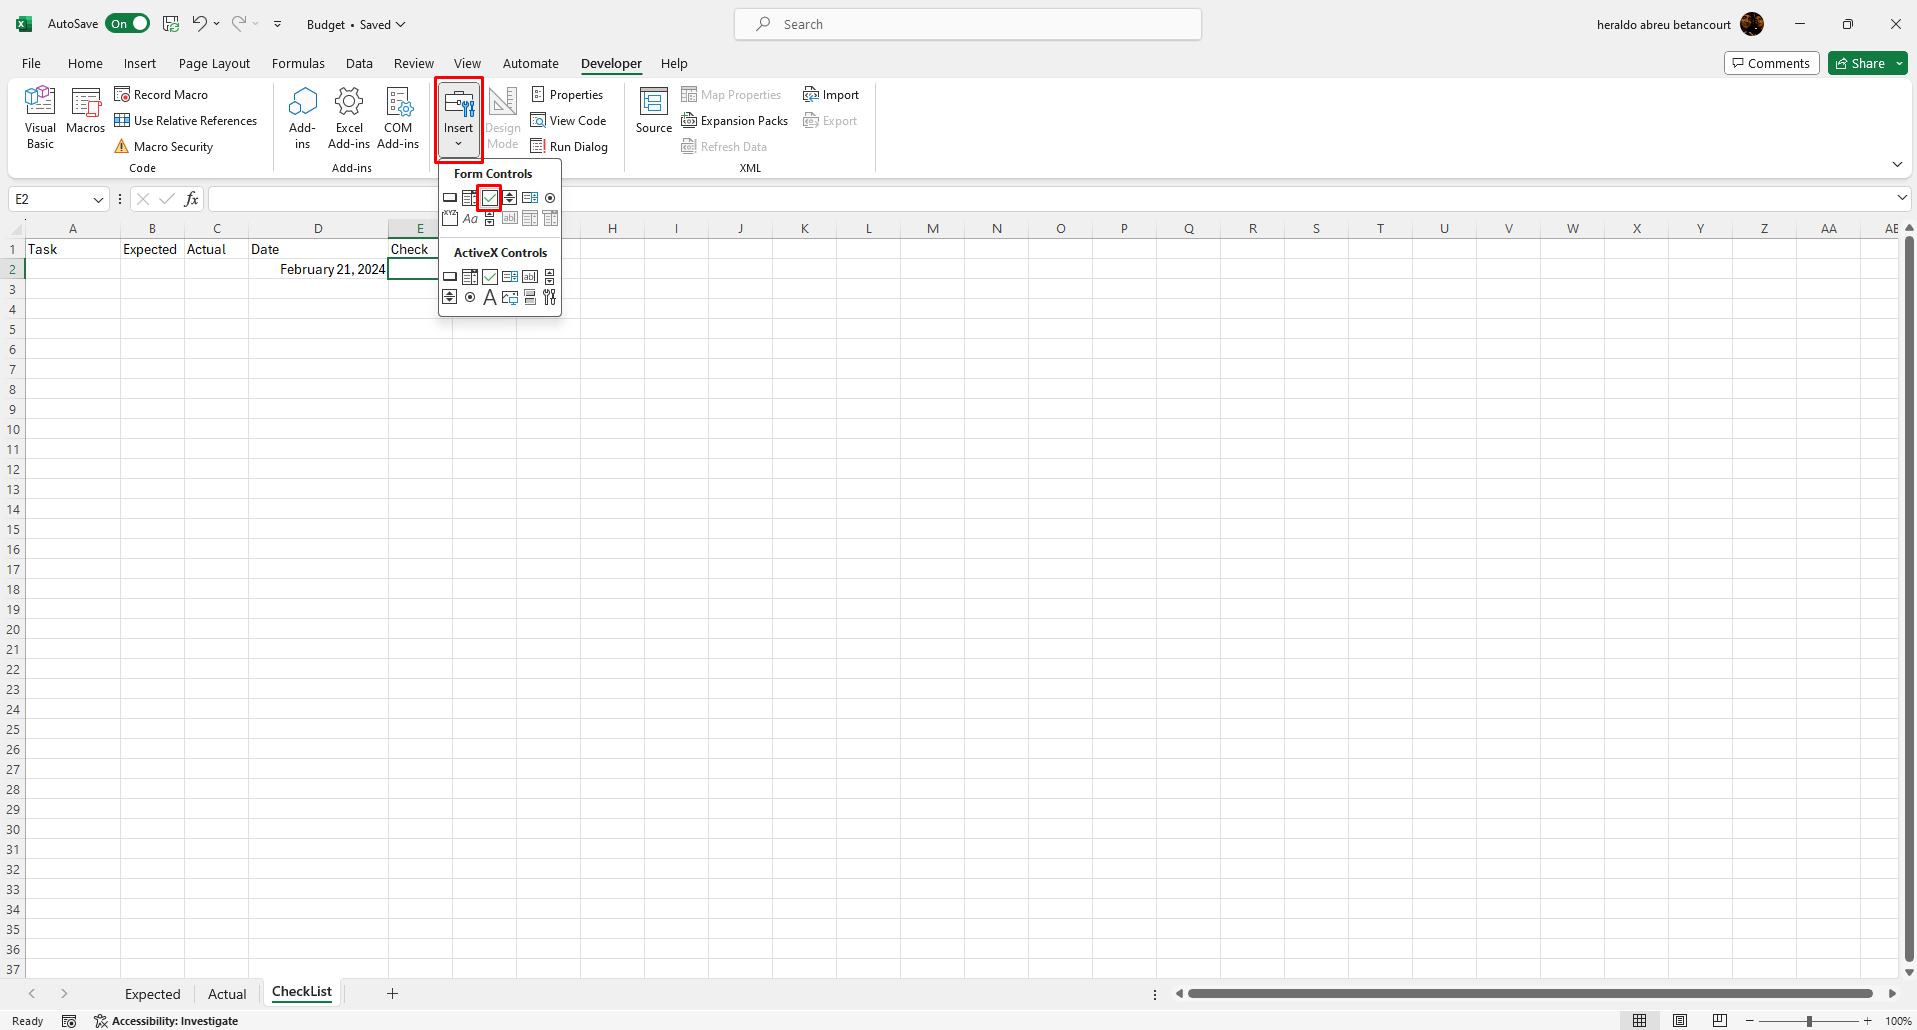 AutoSave On Budget • Saved Search heraldo abreu betancourt
File Home Insert Page Layout Formulas Data Review View Automate Developer Help Comments Share
Visual Basic
Macros
Record Macro
Use Relative References
Macro Security
Code
Add-ins
Excel Add-ins
COM Add-ins
Add-ins
Insert
Design Mode
Properties
View Code
Run Dialog
Source
Map Properties
Expansion Packs
Refresh Data
Import
Export
XML
Form Controls
XYZ Aa ab|
ActiveX Controls
ab|
A
E2 fx
A B C D E H I J K L M N O P Q R S T U V W X Y Z AA AB
1 Task Expected Actual Date Check
2 February 21, 2024
3
4
5
6
7
8
9
10
11
12
13
14
15
16
17
18
19
20
21
22
23
24
25
26
27
28
29
30
31
32
33
34
35
36
37
Expected Actual CheckList
Ready Accessibility: Investigate 100%